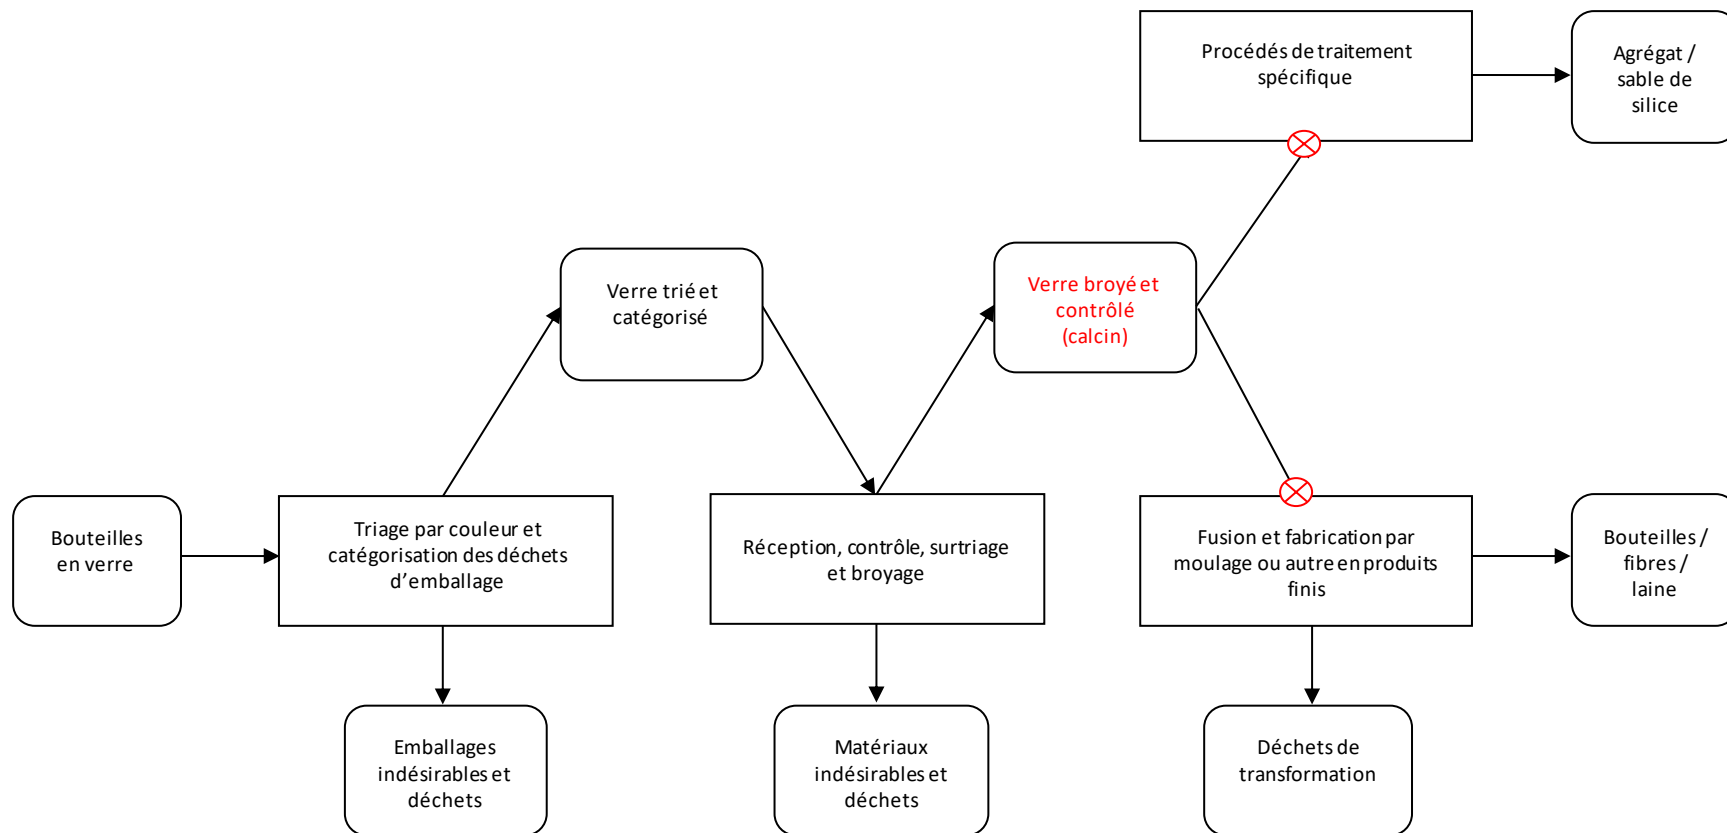 Procédés de traitement
spécifique
Agrégat /
sable de
silice
Verre trié et
catégorisé
Verre broyé et
contrôlé
(calcin)
Bouteilles
en verre
Triage par couleur et
catégorisation des déchets
d’emballage
Réception, contrôle, surtriage
et broyage
Fusion et fabrication par
moulage ou autre en produits
finis
Bouteilles /
fibres /
laine
Emballages
indésirables et
déchets
Matériaux
indésirables et
déchets
Déchets de
transformation